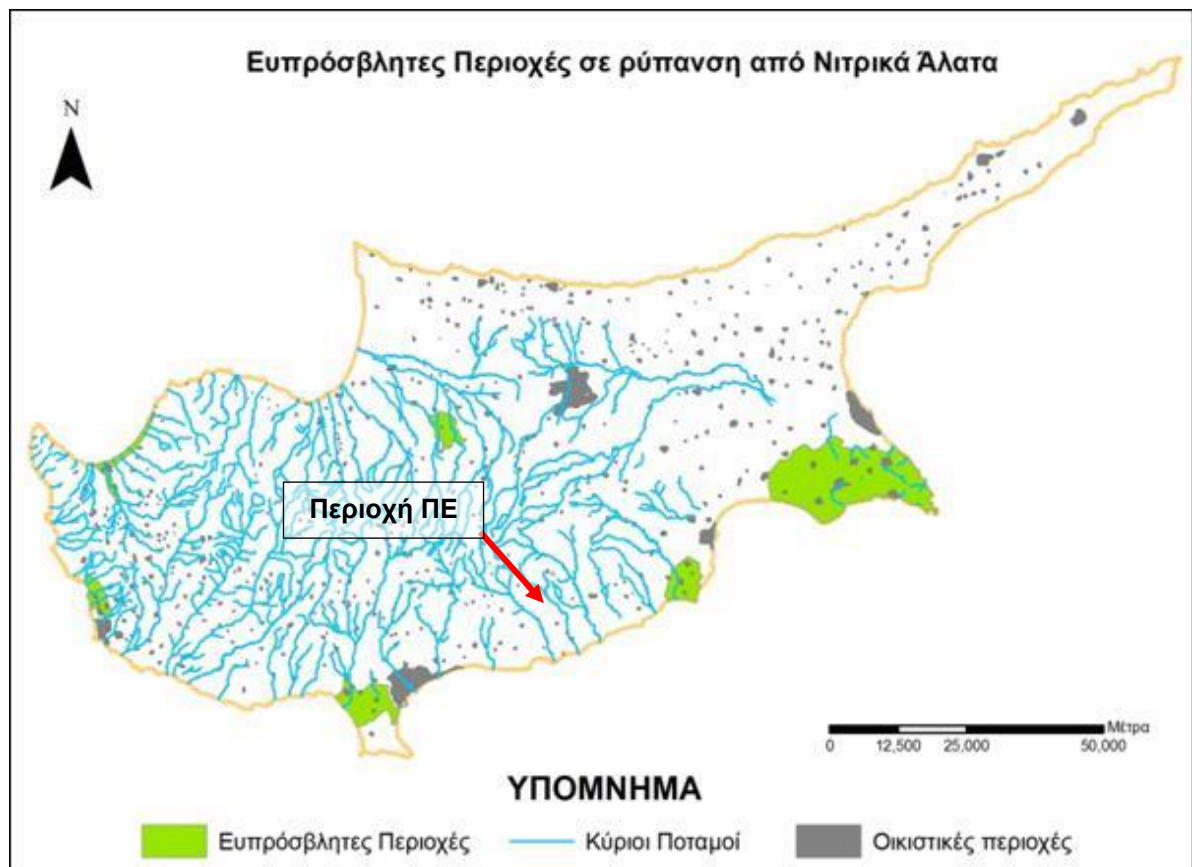 Ευπρόσβλητες Περιοχές σε ρύπανση από Νιτρικά Άλατα
N
Περιοχή ΠΕ
Μέτρα
0 12,500 25,000 50,000
ΥΠΟΜΝΗΜΑ
Ευπρόσβλητες Περιοχές Κύριοι Ποταμοί Οικιστικές περιοχές